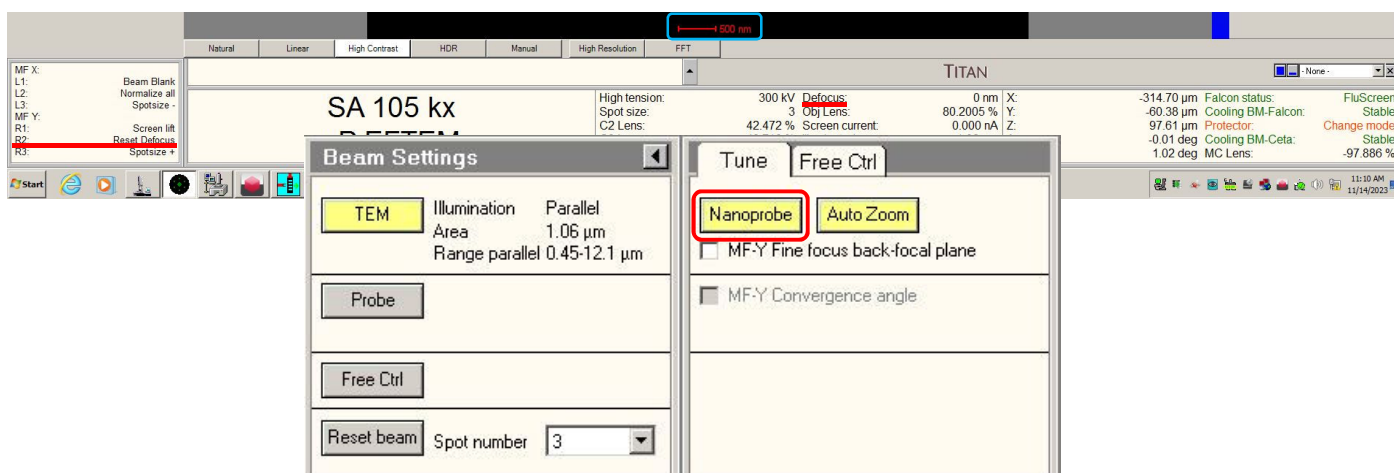 500 nm
Natural Linear High Contrast HDR Manual High Resolution FFT
MF X:
L1: Beam Blank
L2: Normalize all
L3: Spotsize -
MF Y:
R1: Screen lift
R2: Reset Defocus
R3: Spotsize +
TITAN
- None -
SA 105 kx
High tension: 300 kV Defocus: 0 nm X: -314.70 µm Falcon status: FluScreen
Spot size: 3 Obj Lens: 80.2005 % Y: -60.38 µm Cooling BM-Falcon: Stable
C2 Lens: 42.472 % Screen current: 0.000 nA Z: 97.61 µm Protector: Change mode
-0.01 deg Cooling BM-Ceta: Stable
1.02 deg MC Lens: -97.886 %
Start
11:10 AM
11/14/2023
Beam Settings
TEM
Illumination Parallel
Area 1.06 µm
Range parallel 0.45-12.1 µm
Probe
Free Ctrl
Reset beam Spot number 3
Tune Free Ctrl
Nanoprobe Auto Zoom
MF-Y Fine focus back-focal plane
MF-Y Convergence angle